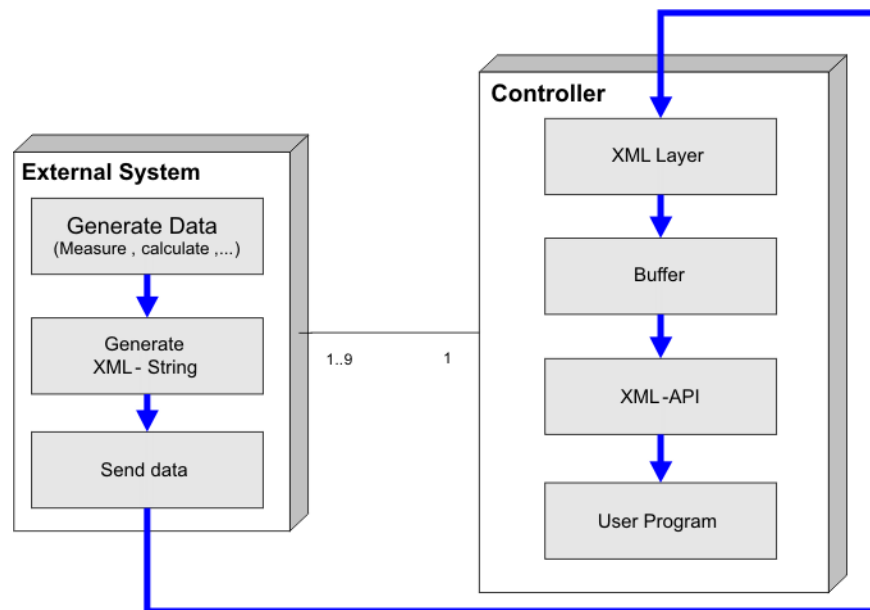 External System
Generate Data
(Measure , calculate ,...)
Generate
XML - String
Send data
1..9
1
Controller
XML Layer
Buffer
XML -API
User Program